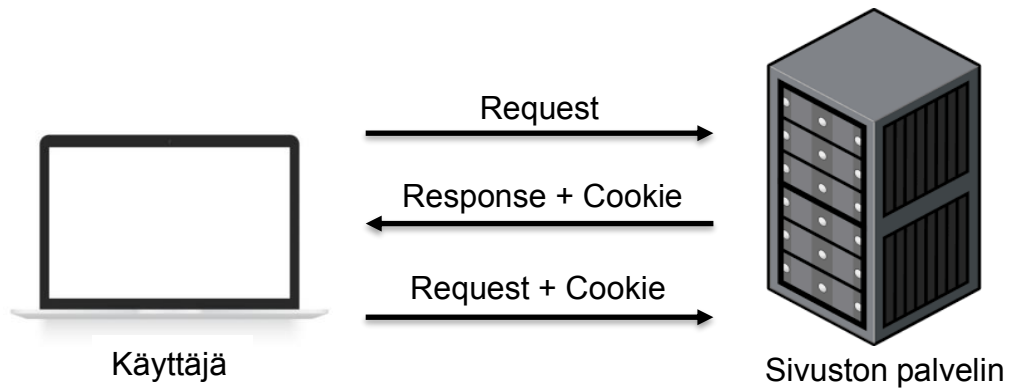 Request
Response + Cookie
Request + Cookie
Käyttäjä
Sivuston palvelin